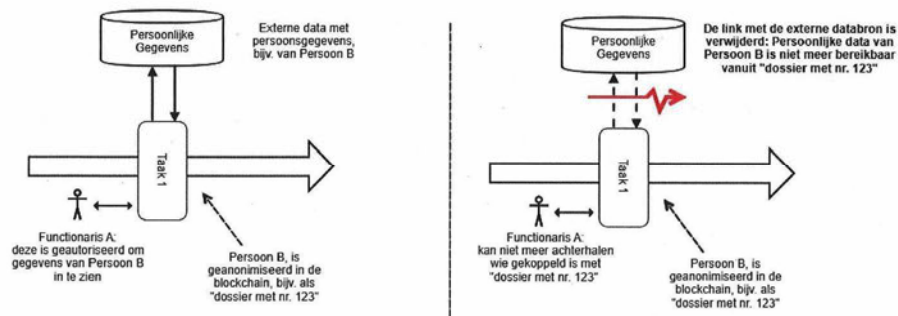 Persoonlijke
Gegevens
Externe data met
persoonsgegevens,
bijv. van Persoon B
Taak 1
Functionaris A:
deze is geautoriseerd om
gegevens van Persoon B
in te zien
Persoon B, is
geanonimiseerd in de
blockchain, bijv. als
"dossier met nr. 123"
Persoonlijke
Gegevens
De link met de externe databron is
verwijderd: Persoonlijke data van
Persoon B is niet meer bereikbaar
vanuit "dossier met nr. 123"
Taak 1
Functionaris A:
kan niet meer achterhalen
wie gekoppeld is met
"dossier met nr. 123"
Persoon B, is
geanonimiseerd in de
blockchain, bijv. als
"dossier met nr. 123"